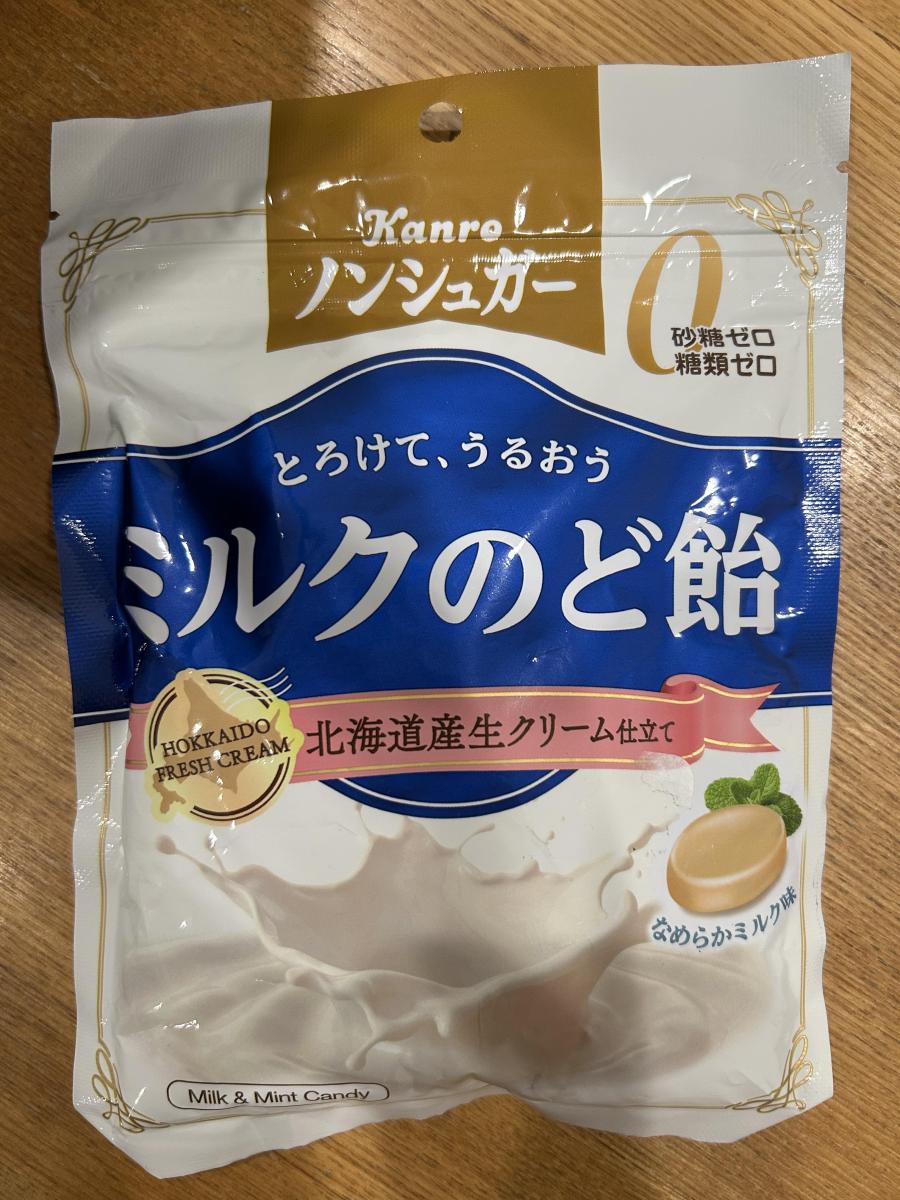 Kanro
ノンシュガー
0
砂糖ゼロ
糖類ゼロ
とろけて、うるおう
ミルクのど飴
HOKKAIDO
FRESH CREAM
北海道産生クリーム仕立て
なめらかミルク味
Milk & Mint Candy